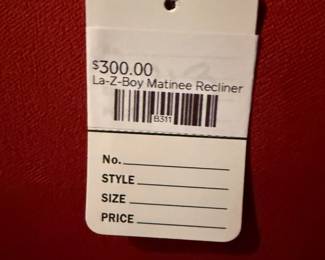 $300.00
La-Z-Boy Matinee Recliner
B311
No.
STYLE
SIZE
PRICE